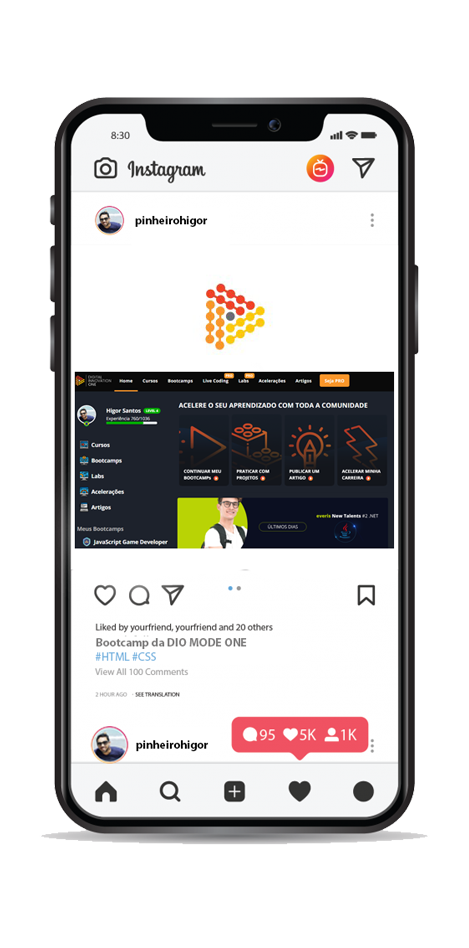 8:30
Instagram
pinheirohigor
DIGITAL
INNOVATION
ONE
Home Cursos Bootcamps Live Coding PRO Labs PRO Acelerações Artigos Seja PRO
Higor Santos LEVEL 4
Experiência 760/1036
Cursos
Bootcamps
Labs
Acelerações
Artigos
Meus Bootcamps
JavaScript Game Developer
ACELERE O SEU APRENDIZADO COM TODA A COMUNIDADE
CONTINUAR MEU
BOOTCAMPs
PRATICAR COM
PROJETOS
PUBLICAR UM
ARTIGO
ACELERAR MINHA
CARREIRA
ÚLTIMOS DIAS
everis New Talents #2 .NET
Liked by yourfriend, yourfriend and 20 others
Bootcamp da DIO MODE ONE
#HTML #CSS
View All 100 Comments
2 HOUR AGO · SEE TRANSLATION
pinheirohigor
95 5K 1K